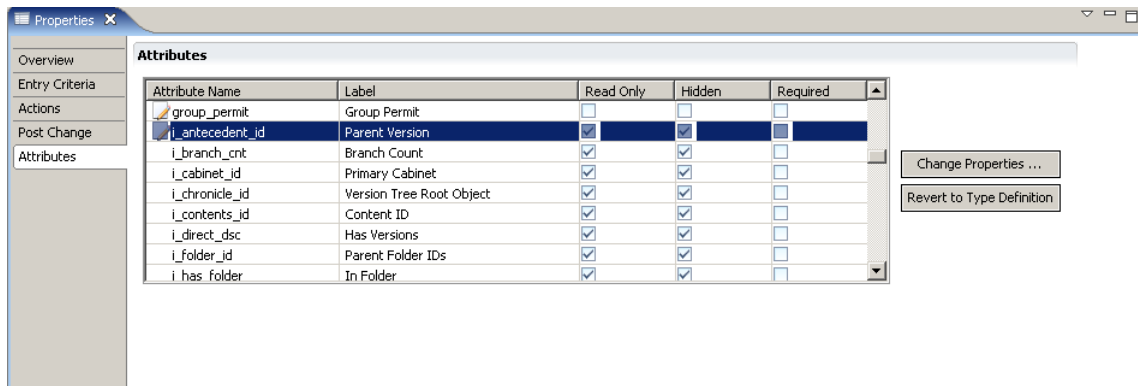 Properties
Overview
Entry Criteria
Actions
Post Change
Attributes
Attributes
Attribute Name Label Read Only Hidden Required
group_permit Group Permit
i_antecedent_id Parent Version
i_branch_cnt Branch Count
i_cabinet_id Primary Cabinet
i_chronicle_id Version Tree Root Object
i_contents_id Content ID
i_direct_dsc Has Versions
i_folder_id Parent Folder IDs
i_has_folder In Folder
Change Properties ...
Revert to Type Definition